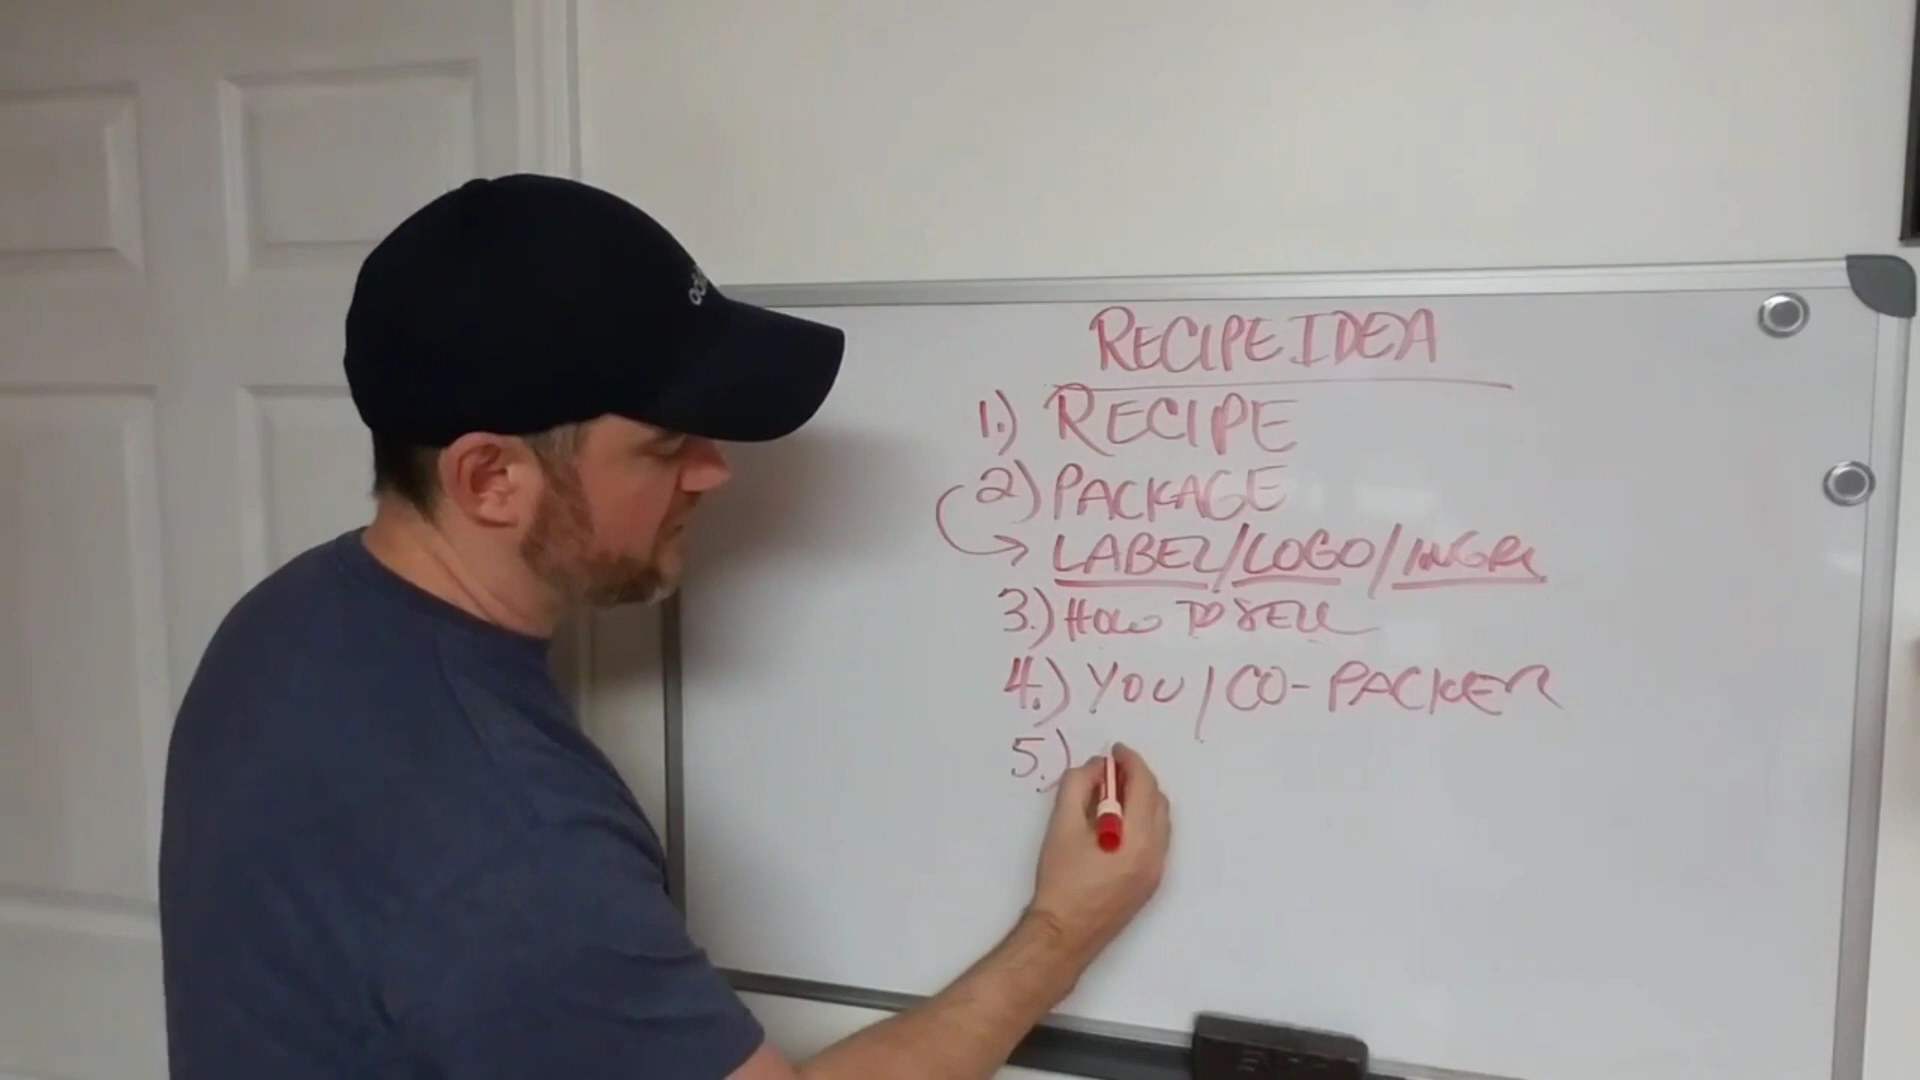 RECIPE IDEA
1.) RECIPE
2) PACKAGE
→ LABEL/LOGO/INGR
3.) HOW TO SELL
4.) YOU/CO-PACKER
5.)